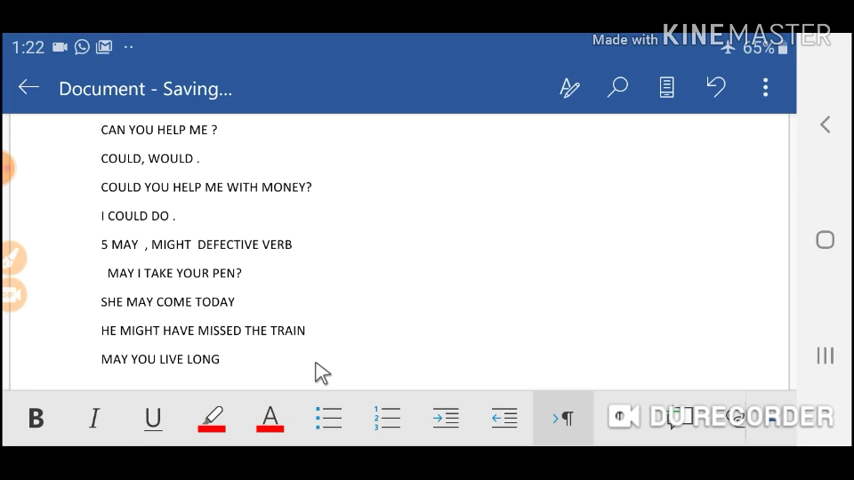 Made with KINEMASTER
1:22 65%
Document - Saving...
CAN YOU HELP ME ?
COULD, WOULD .
COULD YOU HELP ME WITH MONEY?
I COULD DO .
5 MAY , MIGHT DEFECTIVE VERB
MAY I TAKE YOUR PEN?
SHE MAY COME TODAY
HE MIGHT HAVE MISSED THE TRAIN
MAY YOU LIVE LONG
B I U A
DU RECORDER